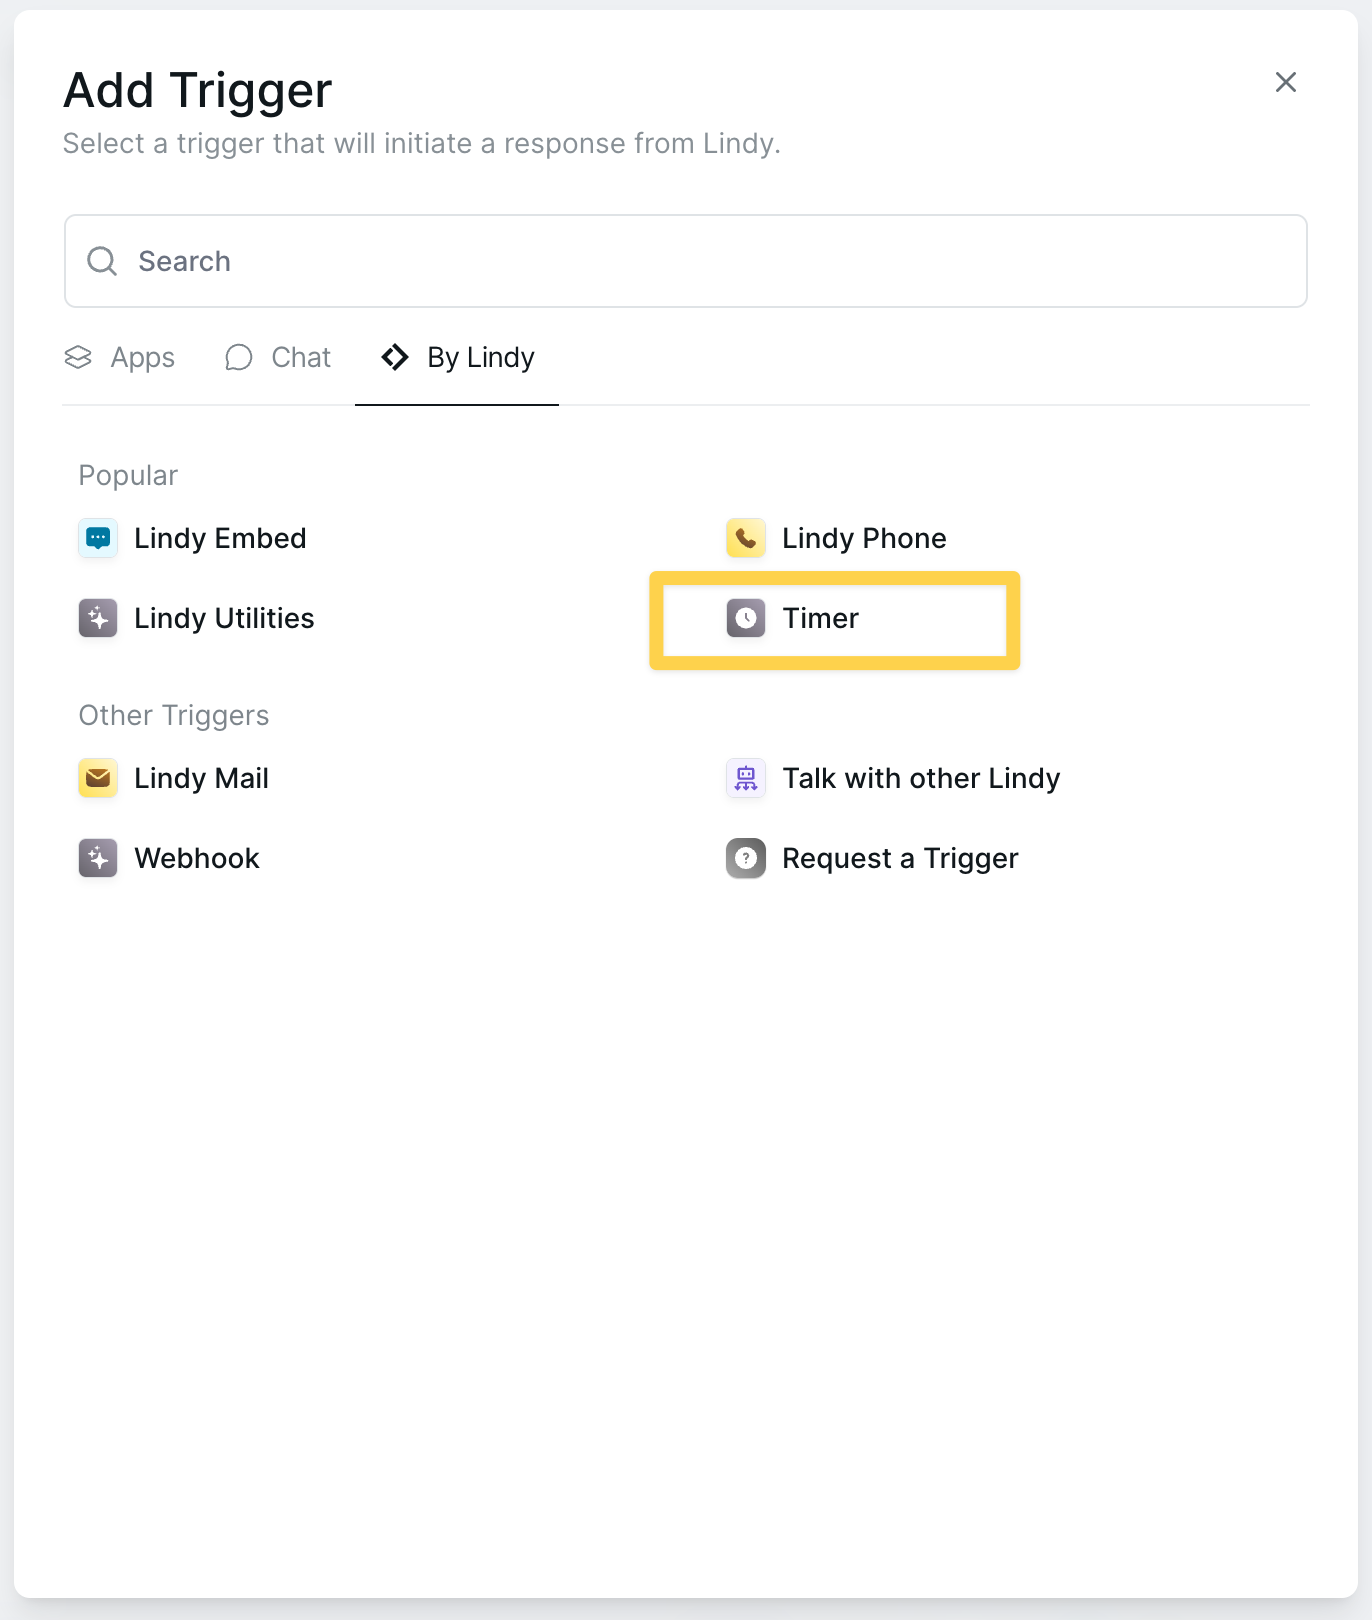 Add Trigger
Select a trigger that will initiate a response from Lindy.
Search
Apps
Chat
By Lindy
Popular
Lindy Embed
Lindy Phone
Lindy Utilities
Timer
Other Triggers
Lindy Mail
Talk with other Lindy
Webhook
Request a Trigger